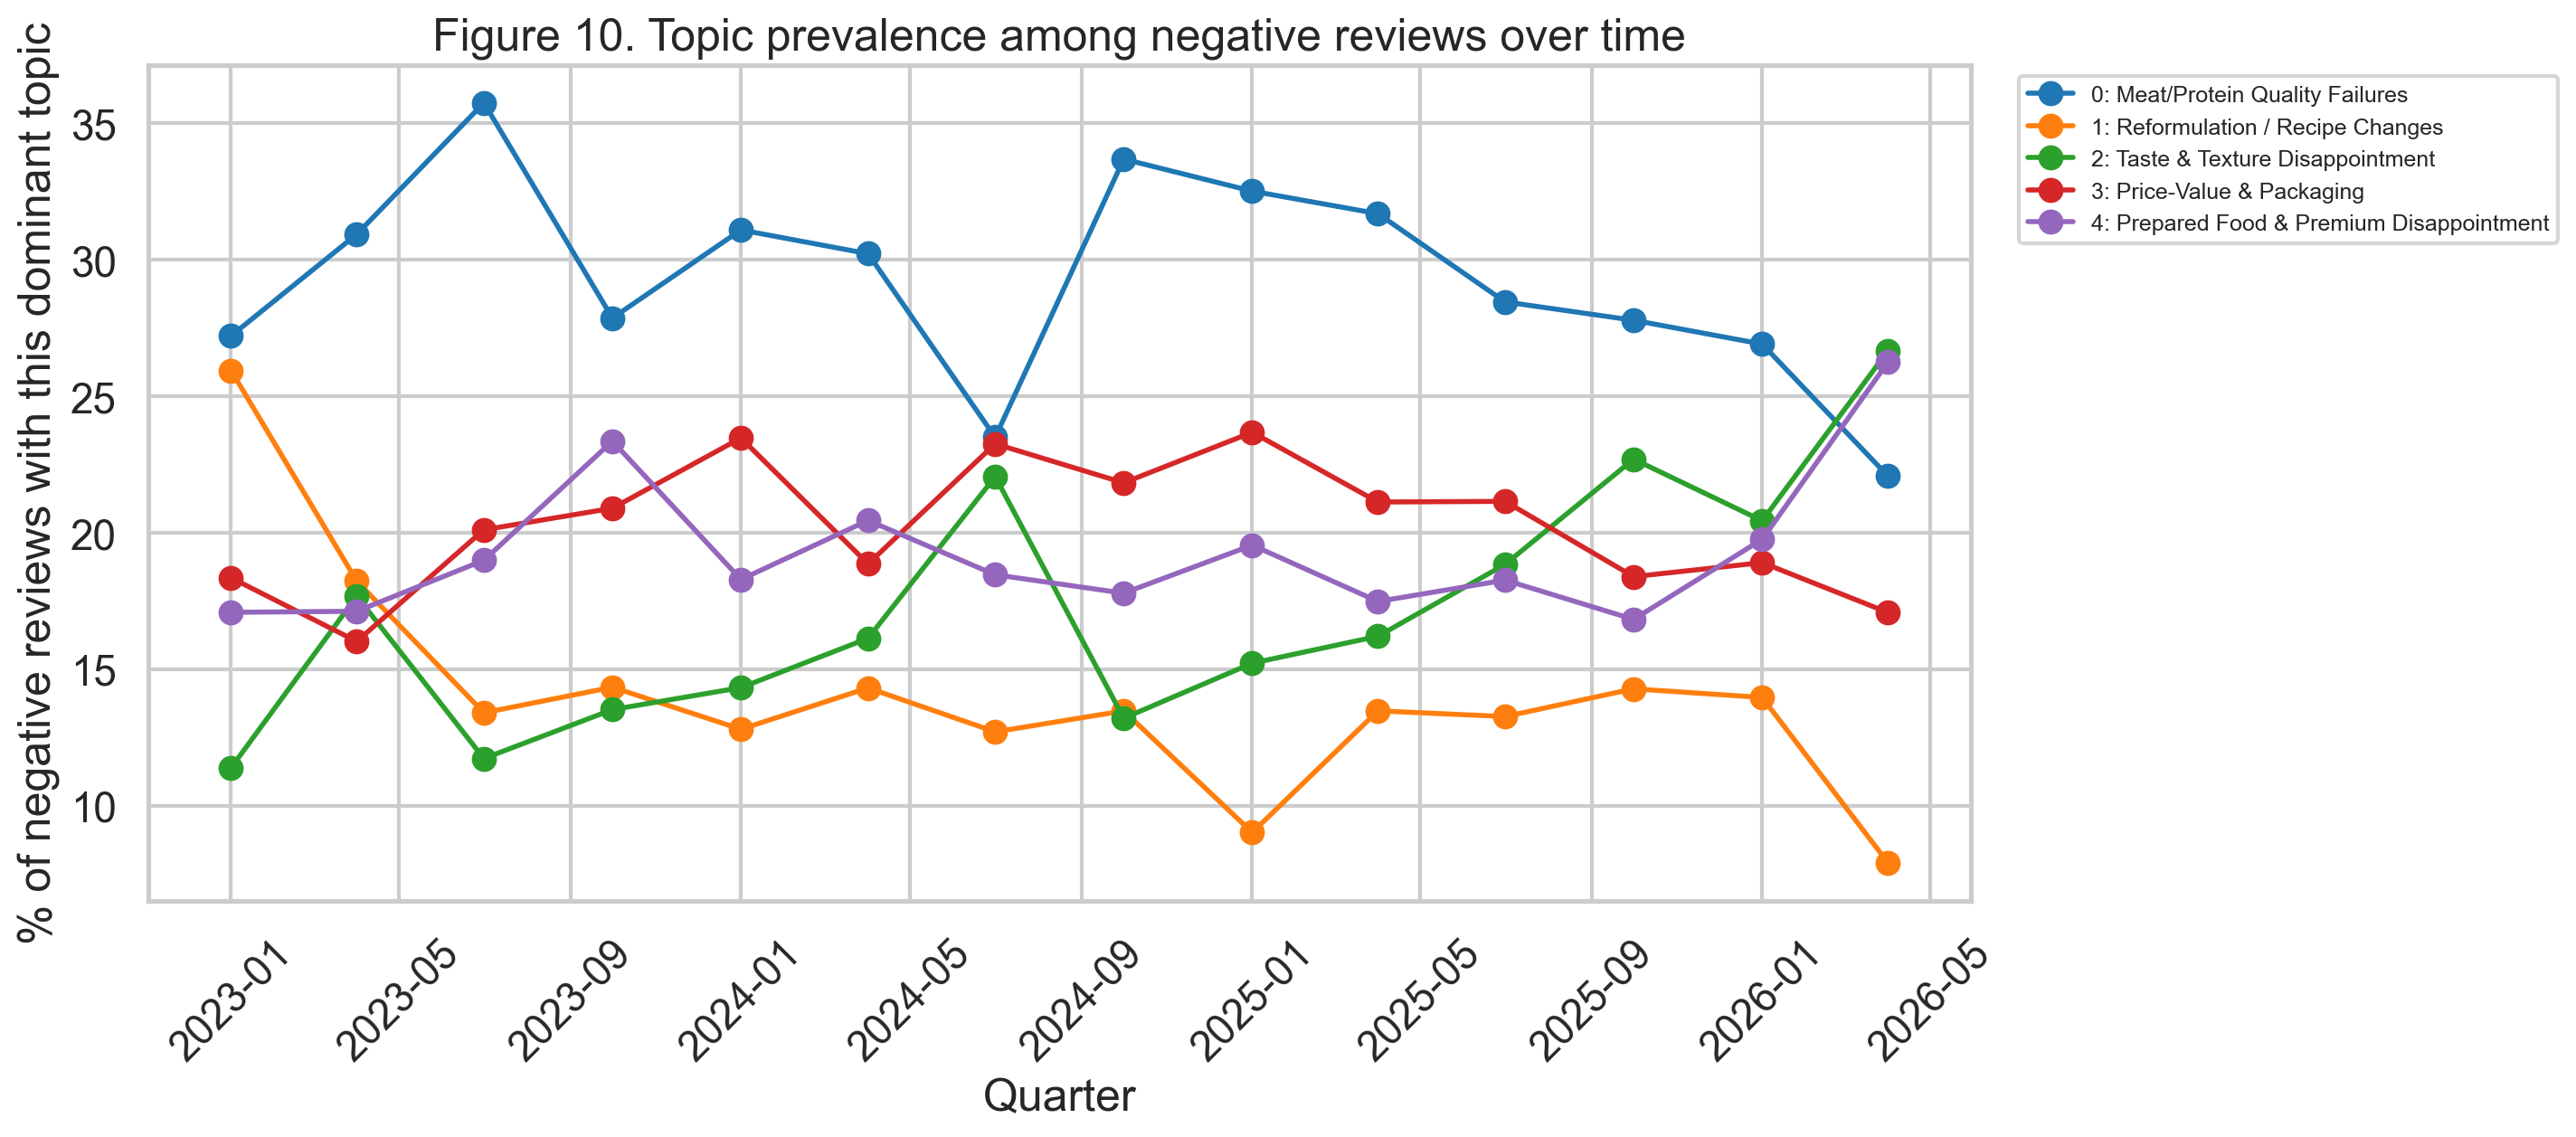 Figure 10. Topic prevalence among negative reviews over time
% of negative reviews with this dominant topic
35
30
25
20
15
10
2023-01
2023-05
2023-09
2024-01
2024-05
2024-09
2025-01
2025-05
2025-09
2026-01
2026-05
Quarter
0: Meat/Protein Quality Failures
1: Reformulation / Recipe Changes
2: Taste & Texture Disappointment
3: Price-Value & Packaging
4: Prepared Food & Premium Disappointment